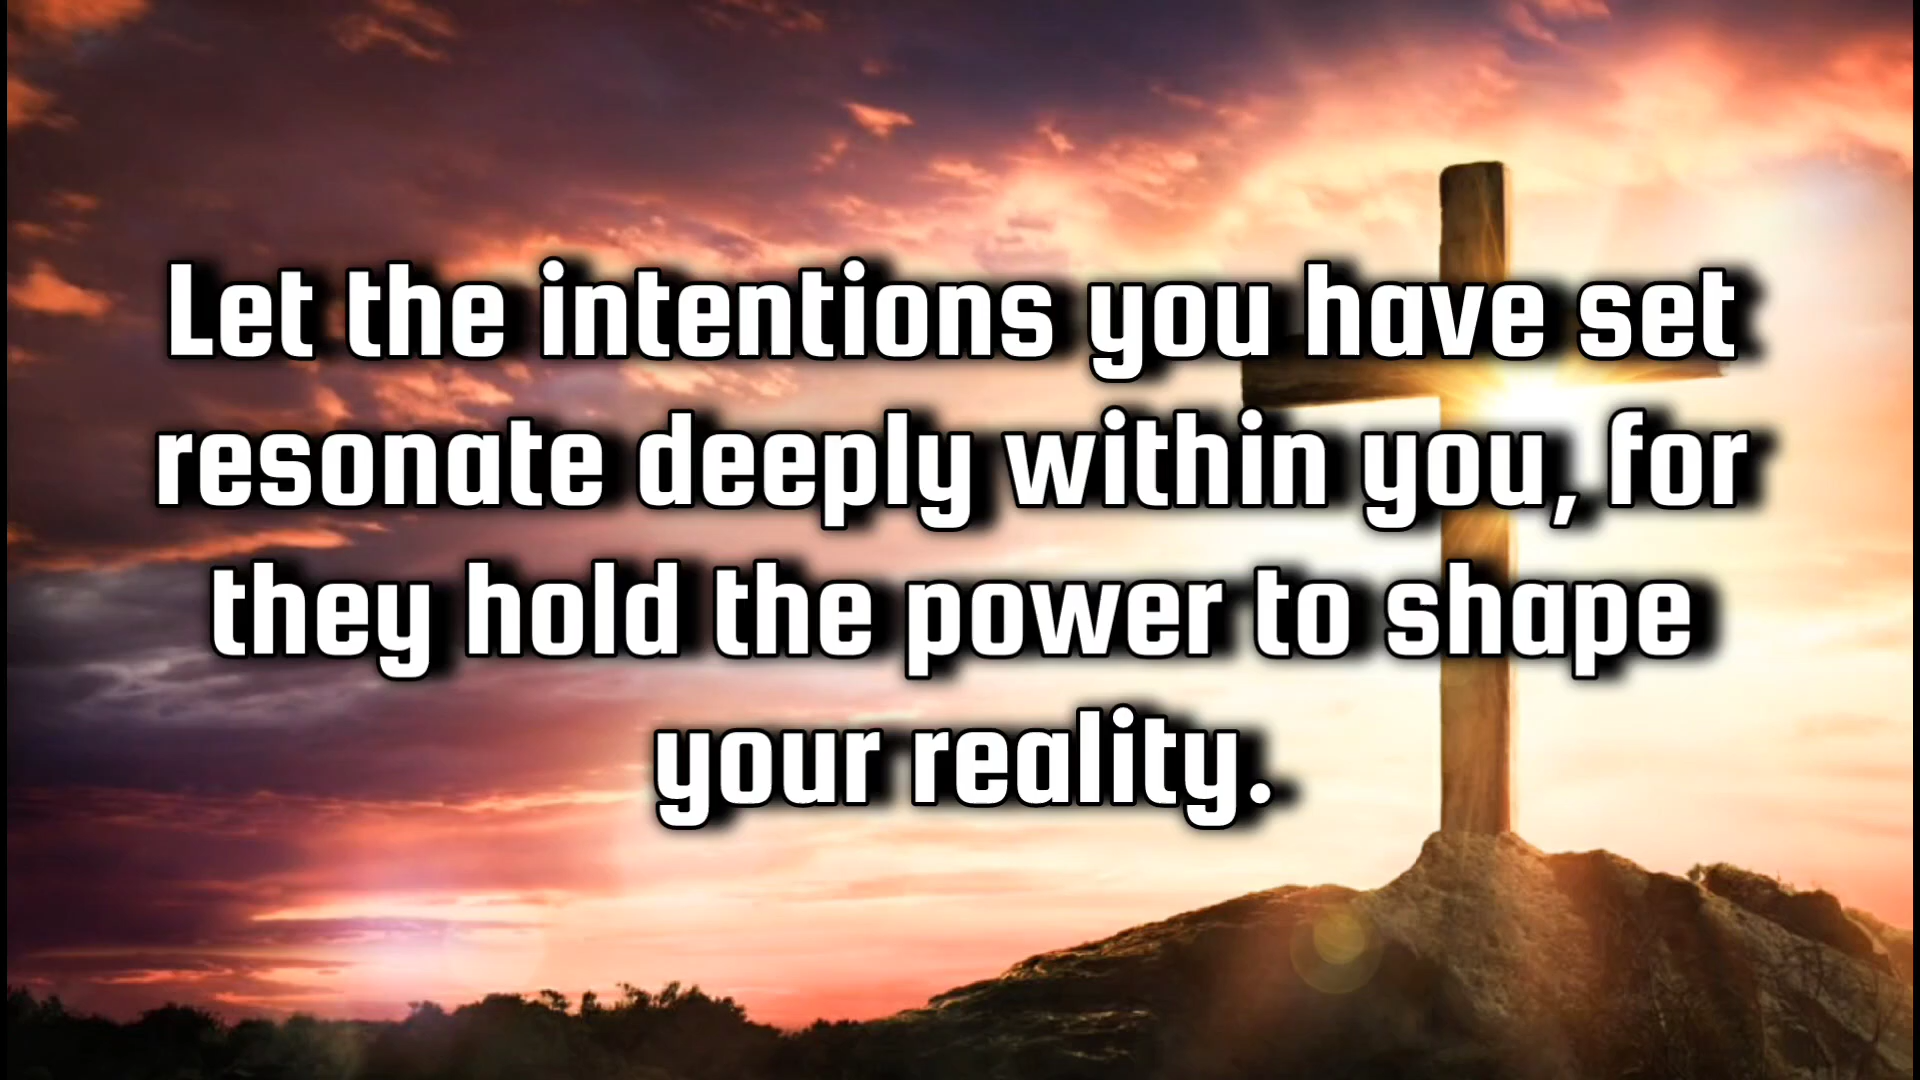 Let the intentions you have set
resonate deeply within you, for
they hold the power to shape
your reality.